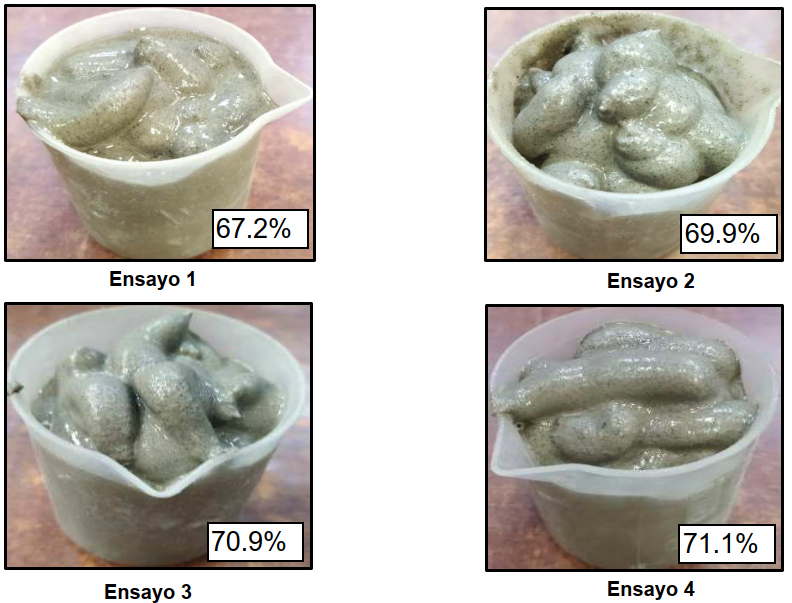 67.2%
69.9%
Ensayo 1
Ensayo 2
70.9%
71.1%
Ensayo 3
Ensayo 4